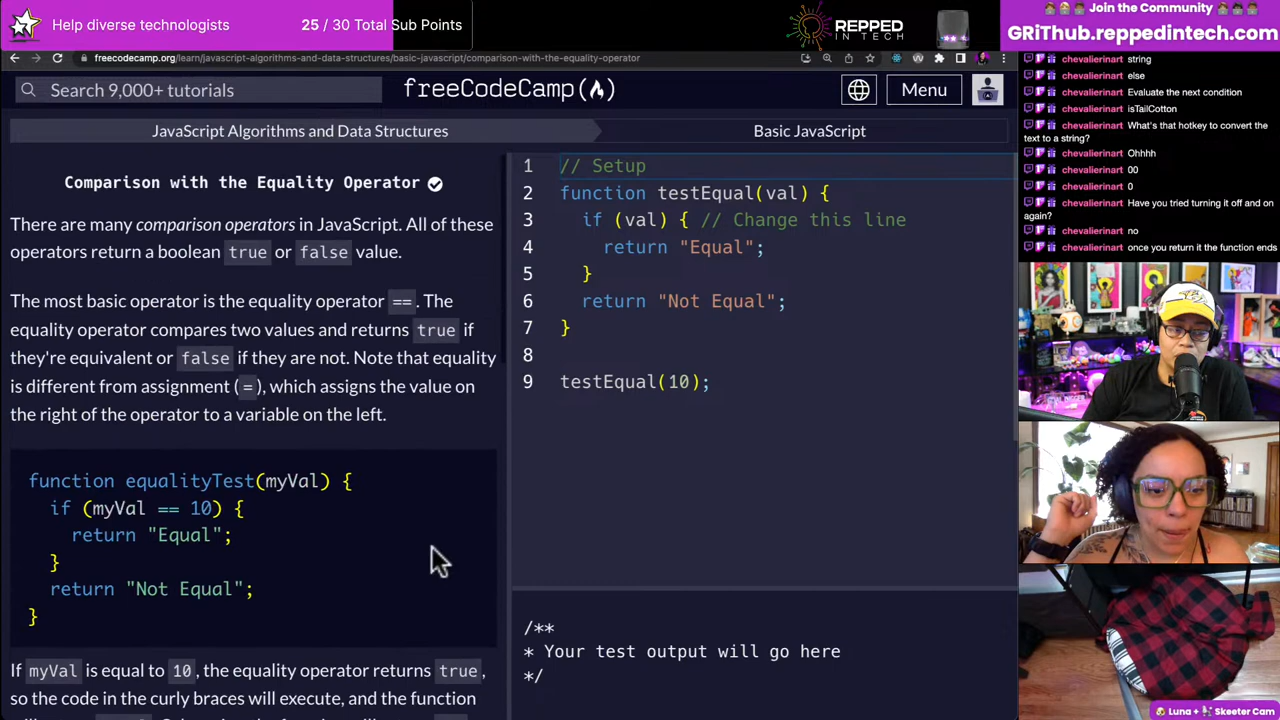 Help diverse technologists
25 / 30 Total Sub Points
REPPED
IN TECH
Join the Community
GRiThub.reppedintech.com
freecodecamp.org/learn/javascript-algorithms-and-data-structures/basic-javascript/comparison-with-the-equality-operator
Search 9,000+ tutorials
freeCodeCamp(🔥)
Menu
JavaScript Algorithms and Data Structures
Basic JavaScript
Comparison with the Equality Operator
There are many comparison operators in JavaScript. All of these
operators return a boolean true or false value.
The most basic operator is the equality operator ==. The
equality operator compares two values and returns true if
they're equivalent or false if they are not. Note that equality
is different from assignment (=), which assigns the value on
the right of the operator to a variable on the left.
function equalityTest(myVal) {
if (myVal == 10) {
return "Equal";
}
return "Not Equal";
}
If myVal is equal to 10, the equality operator returns true,
so the code in the curly braces will execute, and the function
1 // Setup
2 function testEqual(val) {
3 if (val) { // Change this line
4 return "Equal";
5 }
6 return "Not Equal";
7 }
8
9 testEqual(10);
/**
* Your test output will go here
*/
chevalierinart string
chevalierinart else
chevalierinart Evaluate the next condition
chevalierinart isTailCotton
chevalierinart What's that hotkey to convert the
text to a string?
chevalierinart Ohhhh
chevalierinart 00
chevalierinart 0
chevalierinart Have you tried turning it off and on
again?
chevalierinart no
chevalierinart once you return it the function ends
Luna + Skeeter Cam